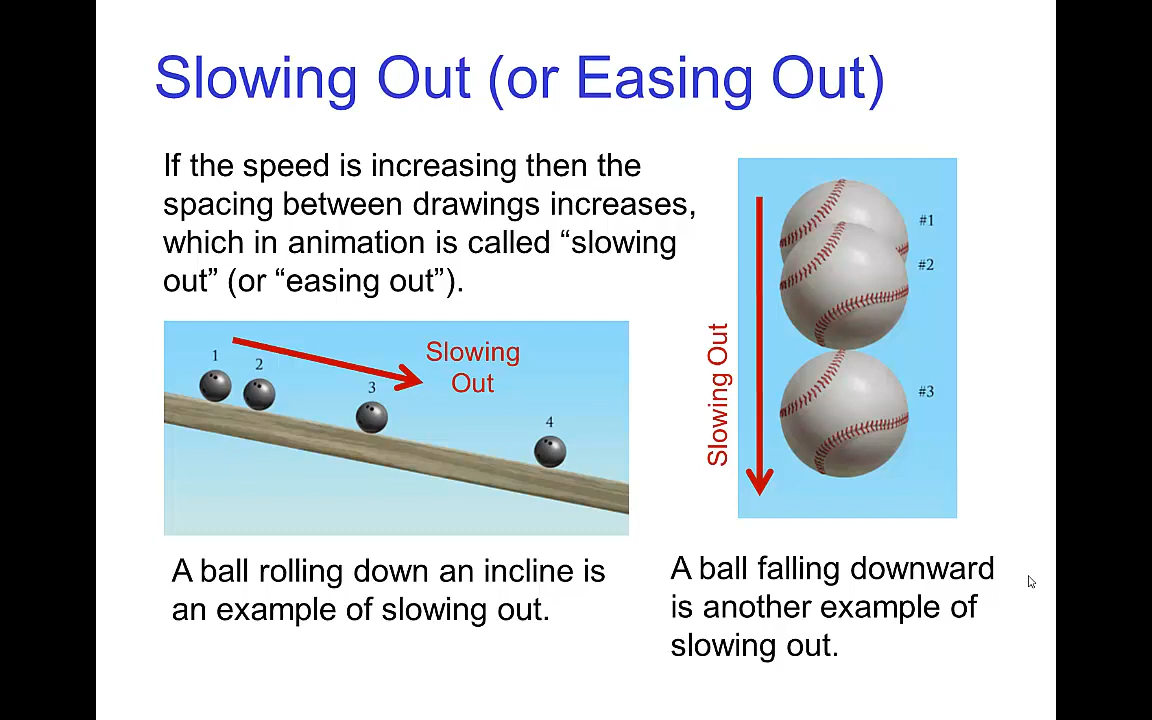 Slowing Out (or Easing Out)
If the speed is increasing then the
spacing between drawings increases,
which in animation is called “slowing
out” (or “easing out”).
1
2
3
4
Slowing
Out
A ball rolling down an incline is
an example of slowing out.
Slowing Out
#1
#2
#3
A ball falling downward
is another example of
slowing out.